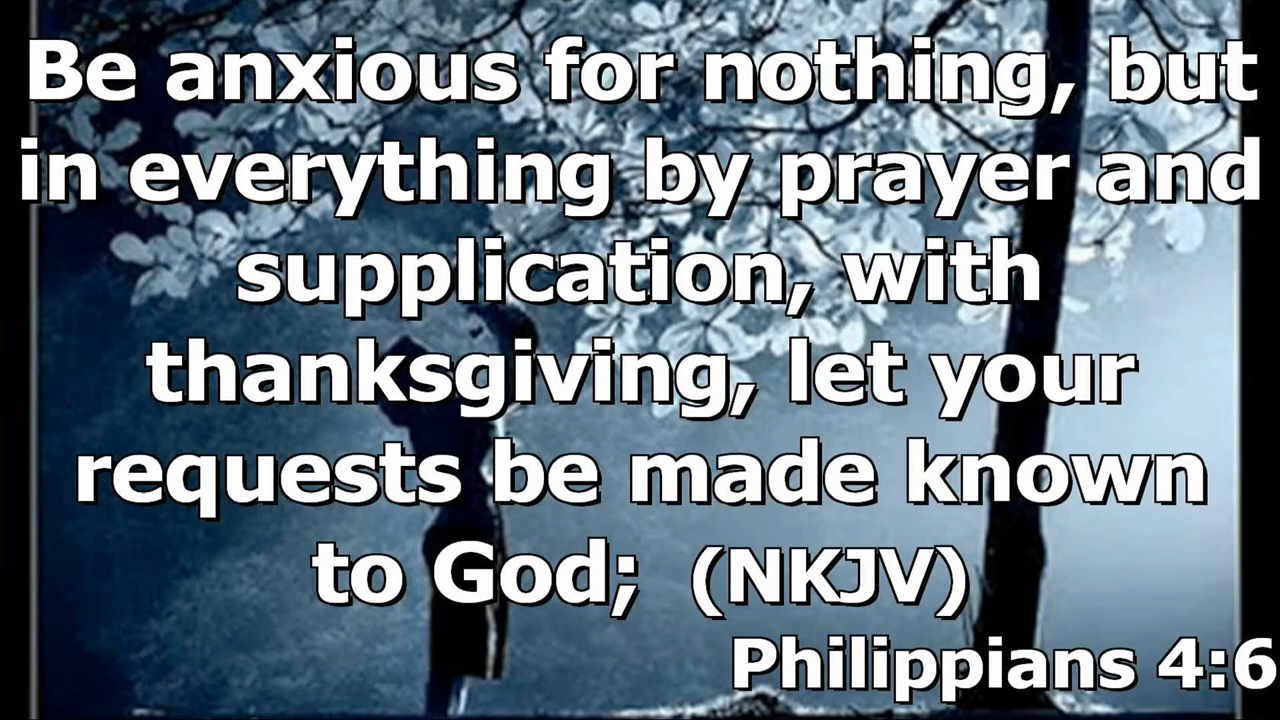 Be anxious for nothing, but
in everything by prayer and
supplication, with
thanksgiving, let your
requests be made known
to God;  (NKJV)
Philippians 4:6